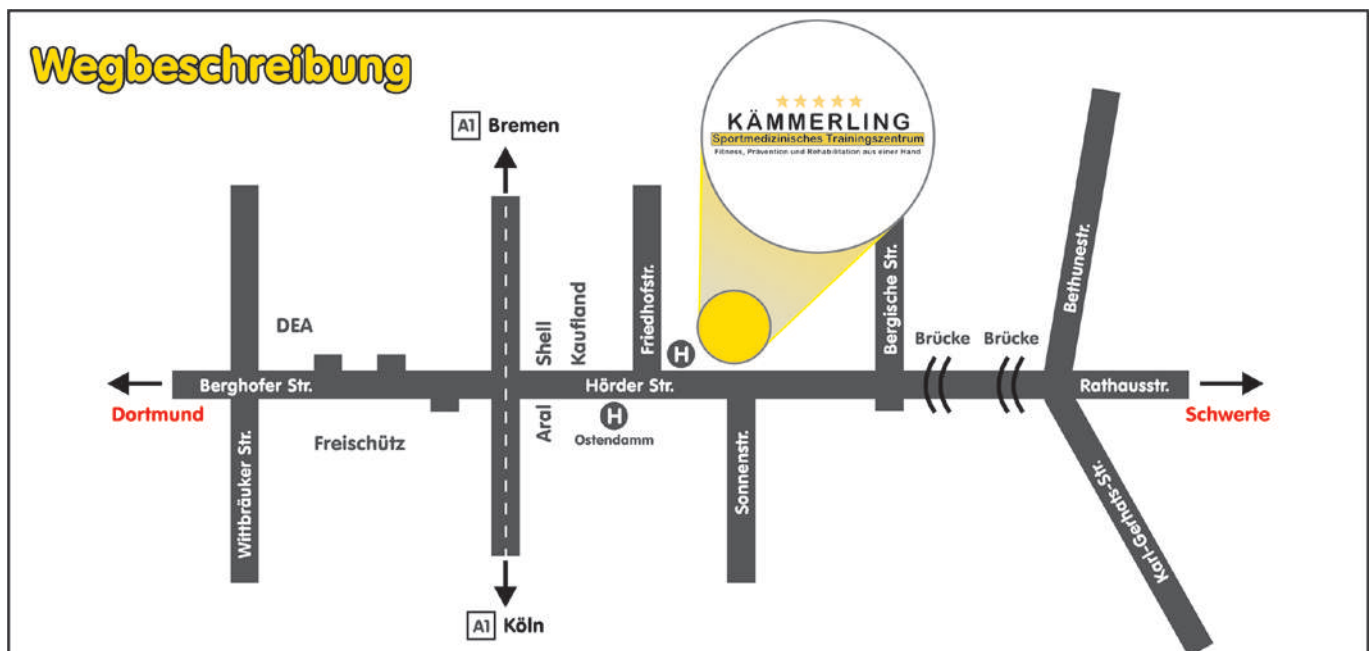 Wegbeschreibung
KÄMMERLING
Sportmedizinisches Trainingszentrum
Fitness, Prävention und Rehabilitation aus einer Hand
A1 Bremen
DEA
Shell
Kaufland
Friedhofstr.
H
Bergische Str.
Brücke
Brücke
Bethunestr.
Berghofer Str.
Hörder Str.
Rathausstr.
Dortmund
Schwerte
Wittbräuker Str.
Freischütz
Aral
H
Ostendamm
Sonnenstr.
Karl-Gerhats-Str.
A1 Köln